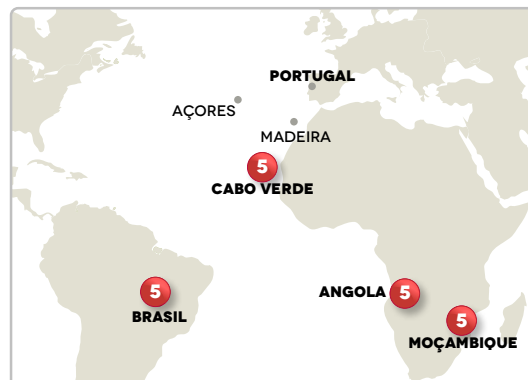 PORTUGAL
AÇORES
MADEIRA
5
CABO VERDE
5
BRASIL
ANGOLA
5
5
MOÇAMBIQUE